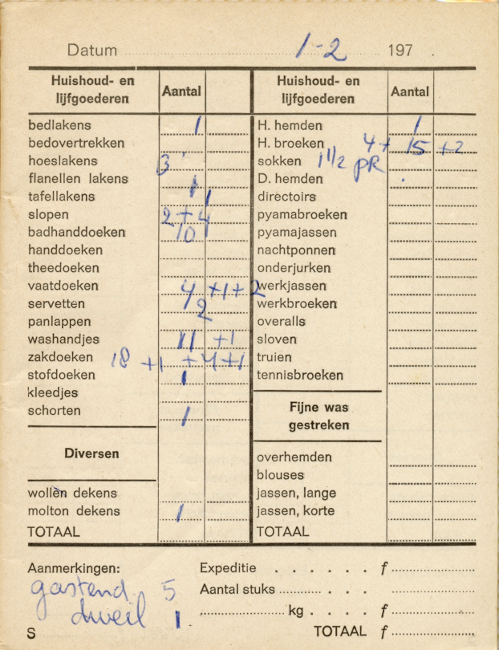 Datum 1-2 197 .
Huishoud- en
lijfgoederen
Aantal
bedlakens 1
bedovertrekken
hoeslakens 3
flanellen lakens 1
tafellakens 1
slopen 2+4
badhanddoeken 10
handdoeken
theedoeken
vaatdoeken 4 +1+2
servetten 2
panlappen
washandjes 11 +1
zakdoeken 18 +1 +4+1
stofdoeken 1
kleedjes
schorten 1
Diversen
wollen dekens
molton dekens 1
TOTAAL
Huishoud- en
lijfgoederen
Aantal
H. hemden 1
H. broeken 4+ 15 +2
sokken 1 1/2 PR
D. hemden
directoirs
pyamabroeken
pyamajassen
nachtponnen
onderjurken
werkjassen
werkbroeken
overalls
sloven
truien
tennisbroeken
Fijne was
gestreken
overhemden
blouses
jassen, lange
jassen, korte
TOTAAL
Aanmerkingen:
gastend 5
dweil 1
S
Expeditie . . . . . . f
Aantal stuks
kg . . . . f
TOTAAL f